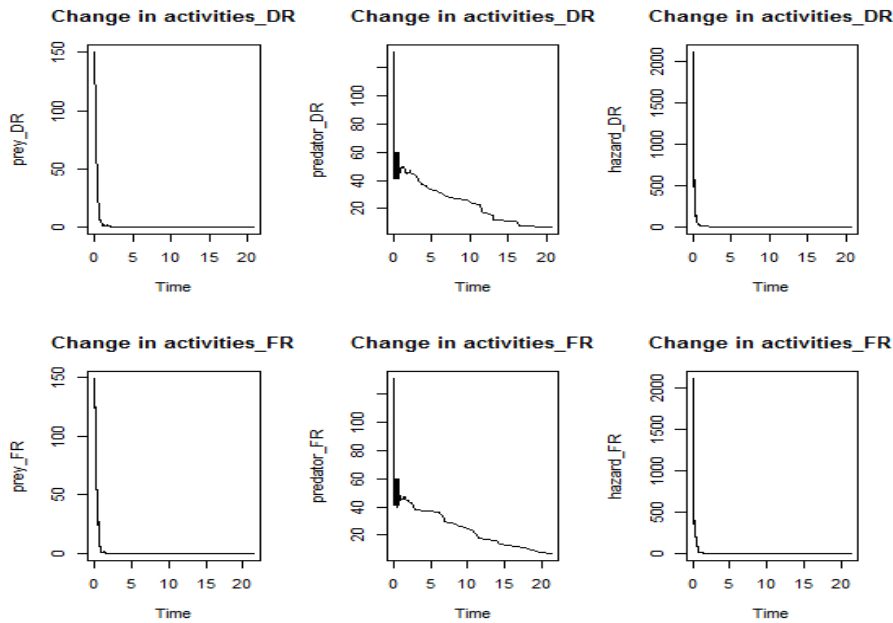 Change in activities_DR
prey_DR
150
100
50
0
0 5 10 15 20
Time
Change in activities_DR
predator_DR
100
80
60
40
20
0 5 10 15 20
Time
Change in activities_DR
hazard_DR
2000
1500
1000
500
0
0 5 10 15 20
Time
Change in activities_FR
prey_FR
150
100
50
0
0 5 10 15 20
Time
Change in activities_FR
predator_FR
100
80
60
40
20
0 5 10 15 20
Time
Change in activities_FR
hazard_FR
2000
1500
1000
500
0
0 5 10 15 20
Time